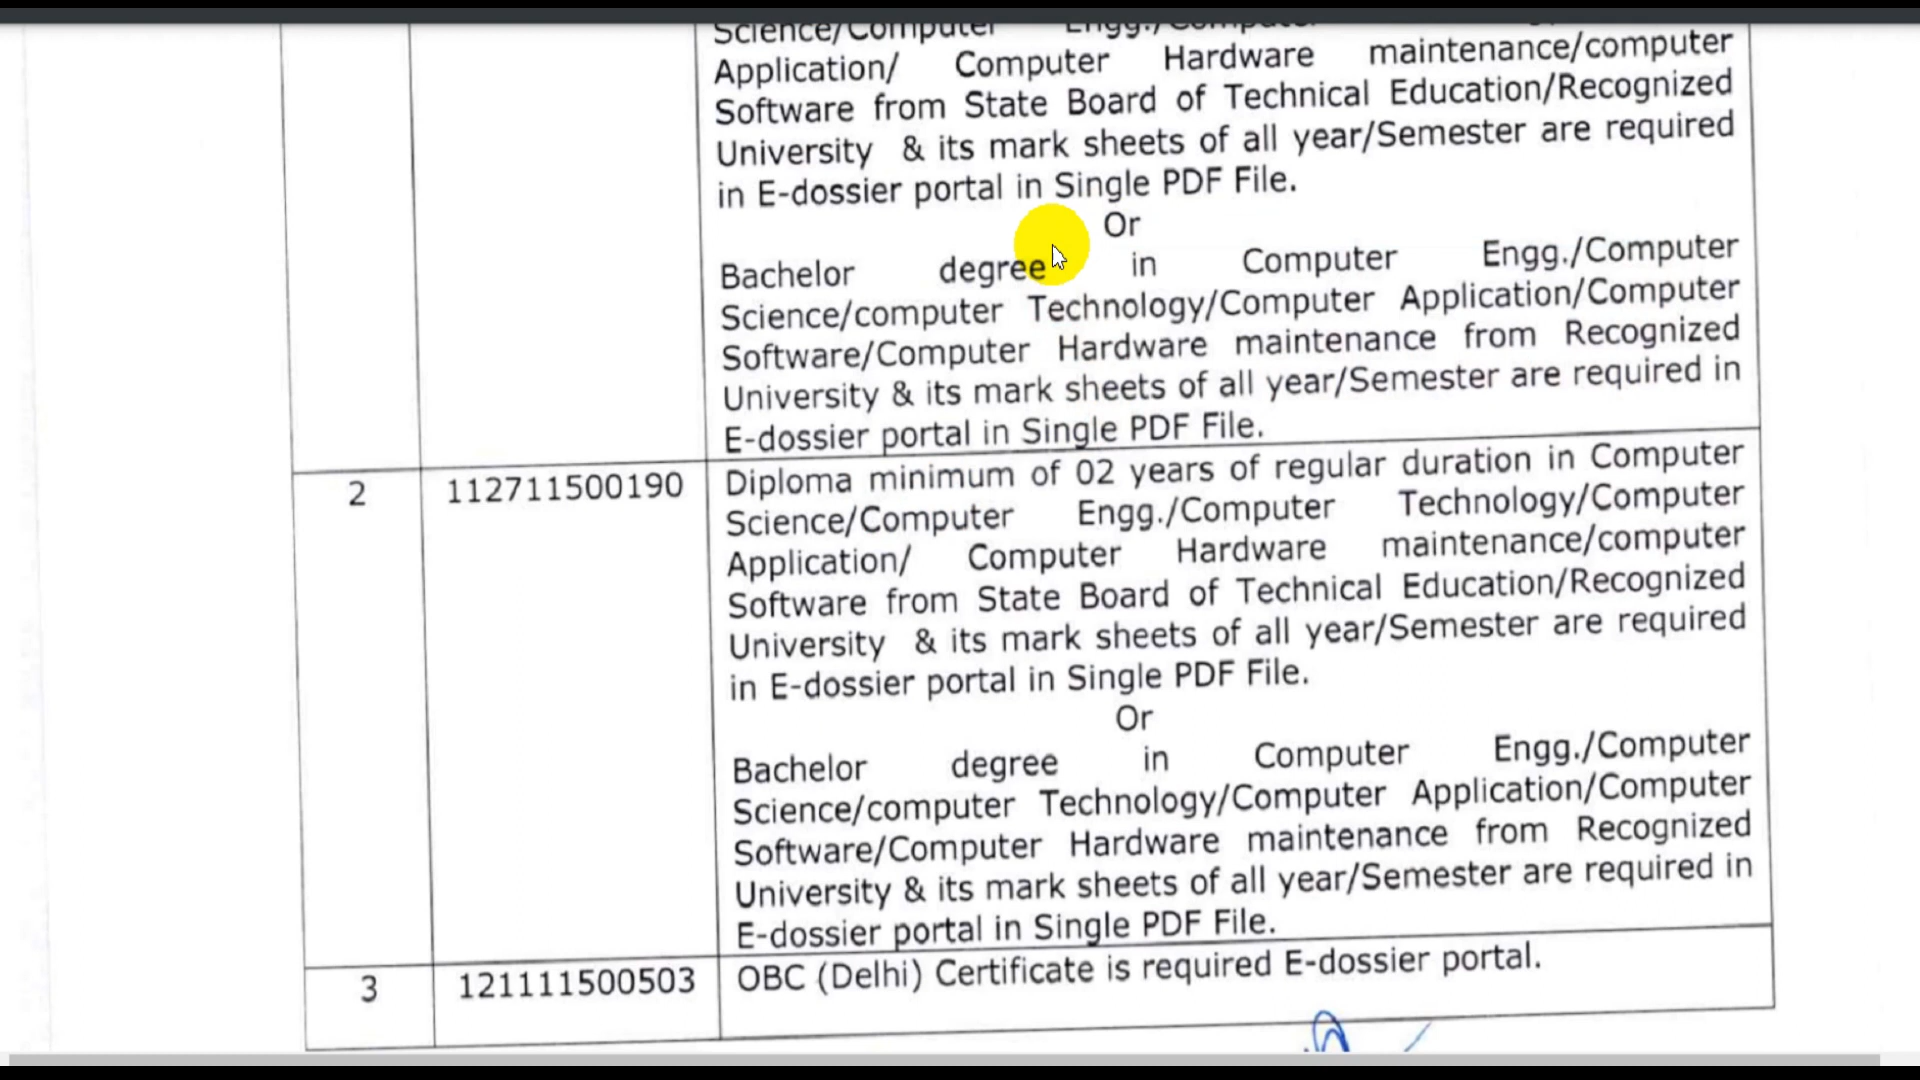 Science/Computer Engg./Computer
Application/ Computer Hardware maintenance/computer
Software from State Board of Technical Education/Recognized
University & its mark sheets of all year/Semester are required
in E-dossier portal in Single PDF File.
Or
Bachelor degree in Computer Engg./Computer
Science/computer Technology/Computer Application/Computer
Software/Computer Hardware maintenance from Recognized
University & its mark sheets of all year/Semester are required in
E-dossier portal in Single PDF File.
2 112711500190 Diploma minimum of 02 years of regular duration in Computer
Science/Computer Engg./Computer Technology/Computer
Application/ Computer Hardware maintenance/computer
Software from State Board of Technical Education/Recognized
University & its mark sheets of all year/Semester are required
in E-dossier portal in Single PDF File.
Or
Bachelor degree in Computer Engg./Computer
Science/computer Technology/Computer Application/Computer
Software/Computer Hardware maintenance from Recognized
University & its mark sheets of all year/Semester are required in
E-dossier portal in Single PDF File.
3 121111500503 OBC (Delhi) Certificate is required E-dossier portal.